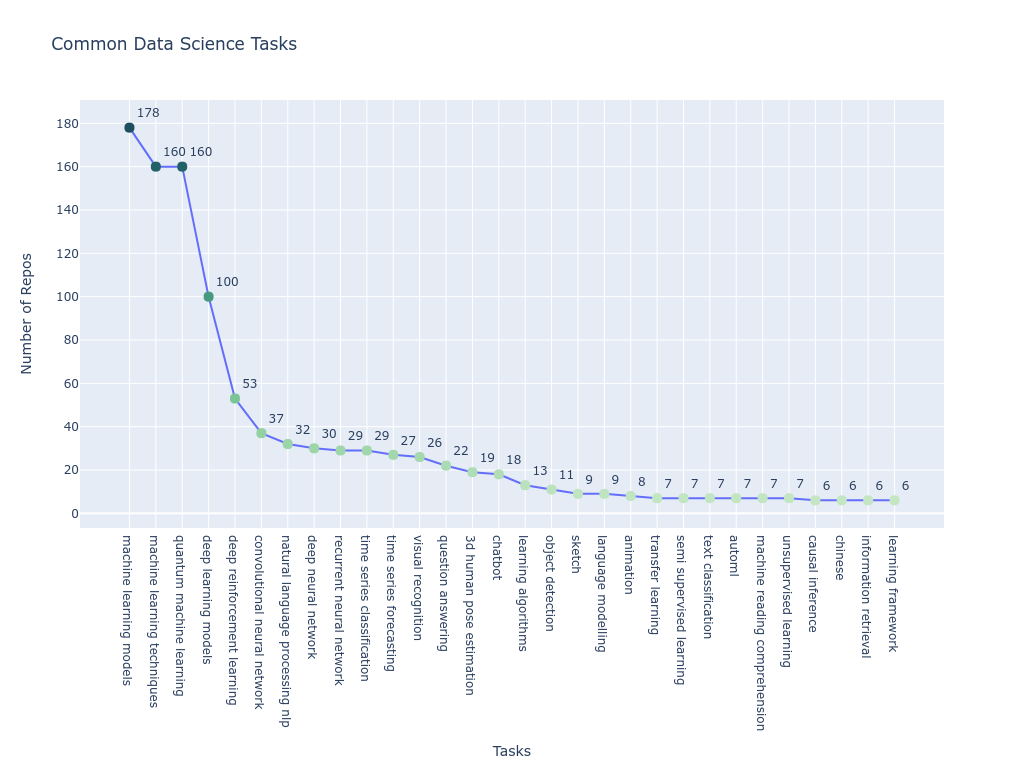 Common Data Science Tasks
Number of Repos
180
160
140
120
100
80
60
40
20
0
178
160
160
100
53
37
32
30
29
29
27
26
22
19
18
13
11
9
9
8
7
7
7
7
7
7
6
6
6
6
machine learning models
machine learning techniques
quantum machine learning
deep learning models
deep reinforcement learning
convolutional neural network
natural language processing nlp
deep neural network
recurrent neural network
time series classification
time series forecasting
visual recognition
question answering
3d human pose estimation
chatbot
learning algorithms
object detection
sketch
language modelling
animation
transfer learning
semi supervised learning
text classification
automl
machine reading comprehension
unsupervised learning
causal inference
chinese
information retrieval
learning framework
Tasks